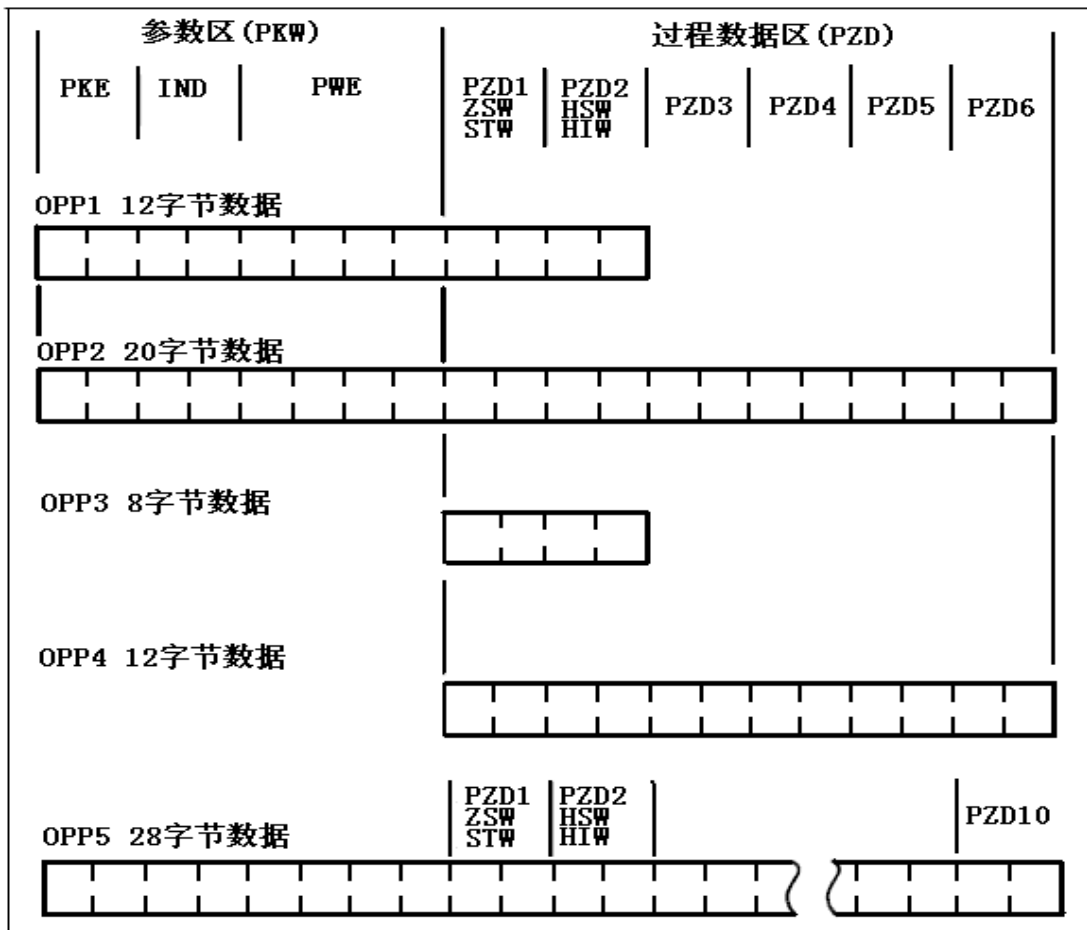 参数区(PKW)
过程数据区(PZD)
PKE
IND
PWE
PZD1
ZSW
STW
PZD2
HSW
HIW
PZD3
PZD4
PZD5
PZD6
OPP1 12字节数据
OPP2 20字节数据
OPP3 8字节数据
OPP4 12字节数据
PZD1
ZSW
STW
PZD2
HSW
HIW
PZD10
OPP5 28字节数据